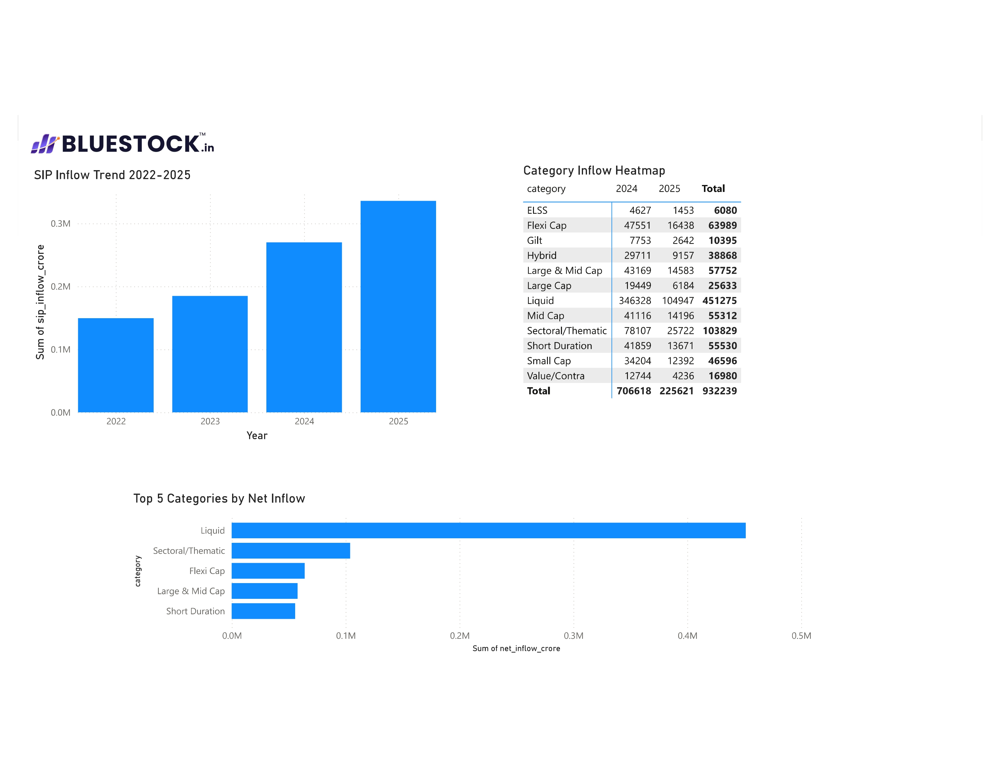 BLUESTOCK.in™
SIP Inflow Trend 2022-2025
Sum of sip_inflow_crore
0.3M
0.2M
0.1M
0.0M
2022 2023 2024 2025
Year
Category Inflow Heatmap
category 2024 2025 Total
ELSS 4627 1453 6080
Flexi Cap 47551 16438 63989
Gilt 7753 2642 10395
Hybrid 29711 9157 38868
Large & Mid Cap 43169 14583 57752
Large Cap 19449 6184 25633
Liquid 346328 104947 451275
Mid Cap 41116 14196 55312
Sectoral/Thematic 78107 25722 103829
Short Duration 41859 13671 55530
Small Cap 34204 12392 46596
Value/Contra 12744 4236 16980
Total 706618 225621 932239
Top 5 Categories by Net Inflow
category
Liquid
Sectoral/Thematic
Flexi Cap
Large & Mid Cap
Short Duration
0.0M 0.1M 0.2M 0.3M 0.4M 0.5M
Sum of net_inflow_crore